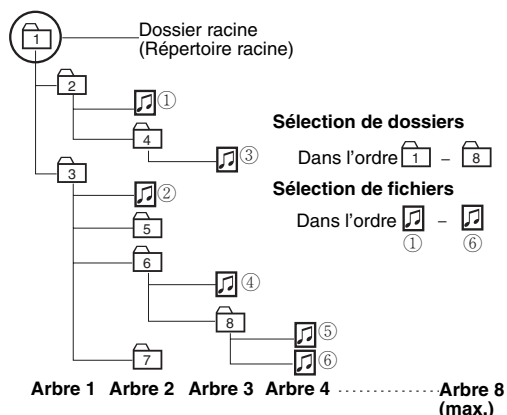 1
Dossier racine
(Répertoire racine)
2
①
4
③
3
②
5
6
④
8
⑤
⑥
7
Sélection de dossiers
Dans l'ordre 1 – 8
Sélection de fichiers
Dans l'ordre –
① ⑥
Arbre 1 Arbre 2 Arbre 3 Arbre 4 ............... Arbre 8
(max.)